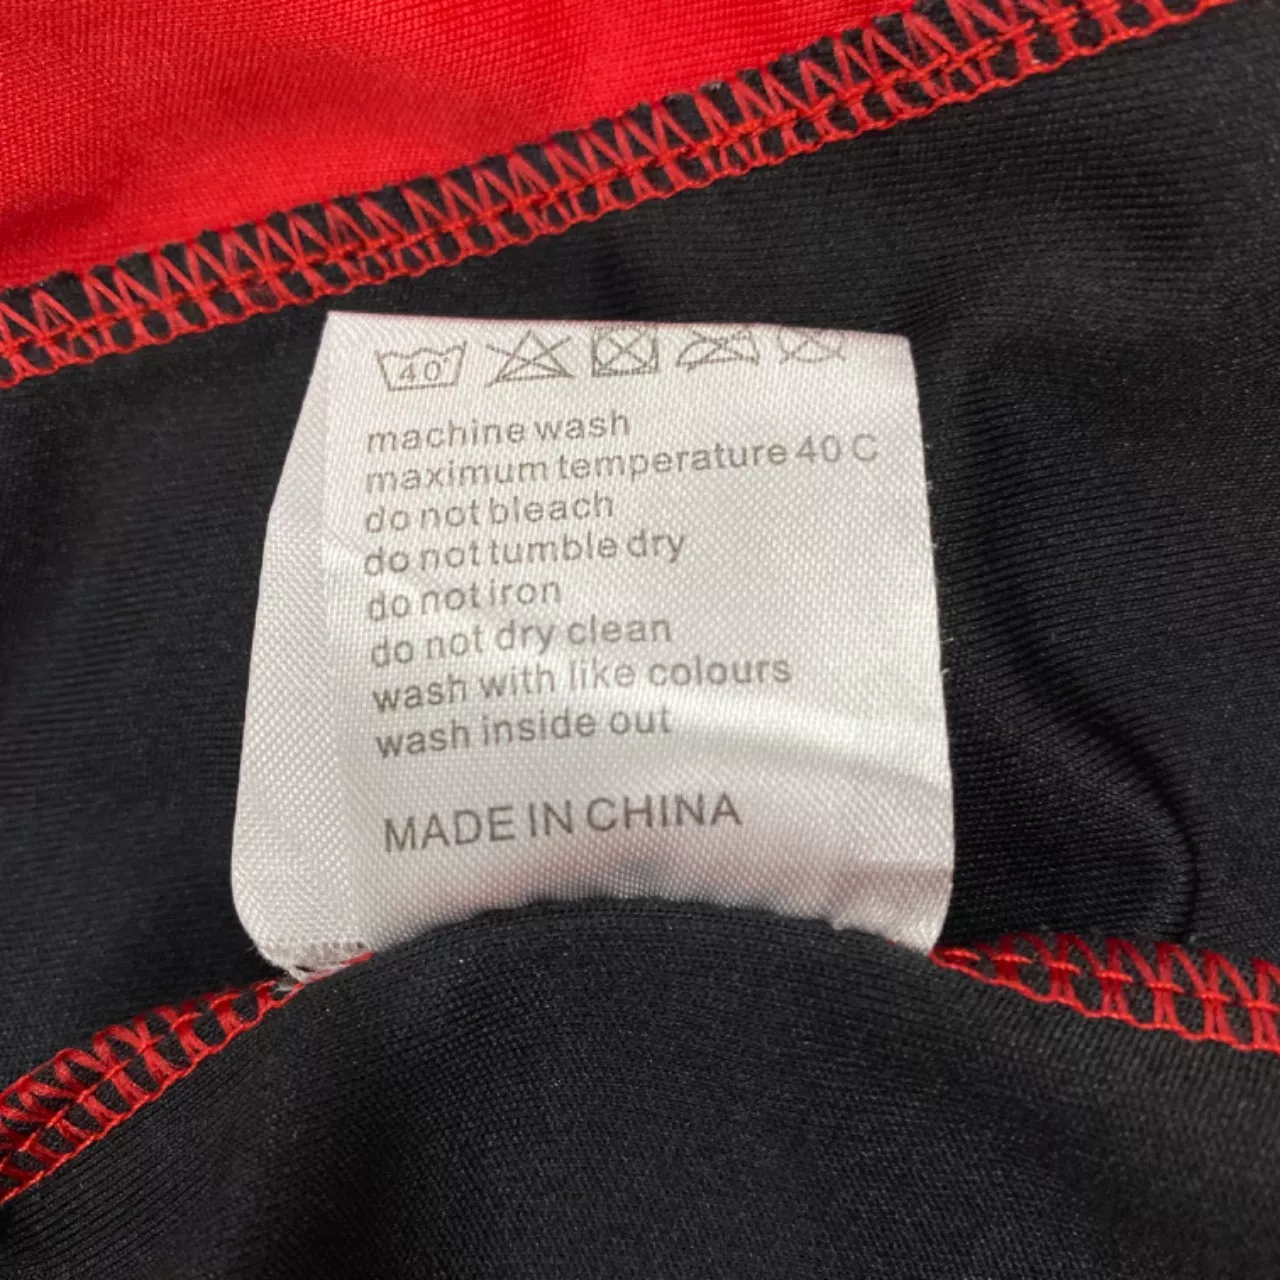 40
machine wash
maximum temperature 40 C
do not bleach
do not tumble dry
do not iron
do not dry clean
wash with like colours
wash inside out
MADE IN CHINA